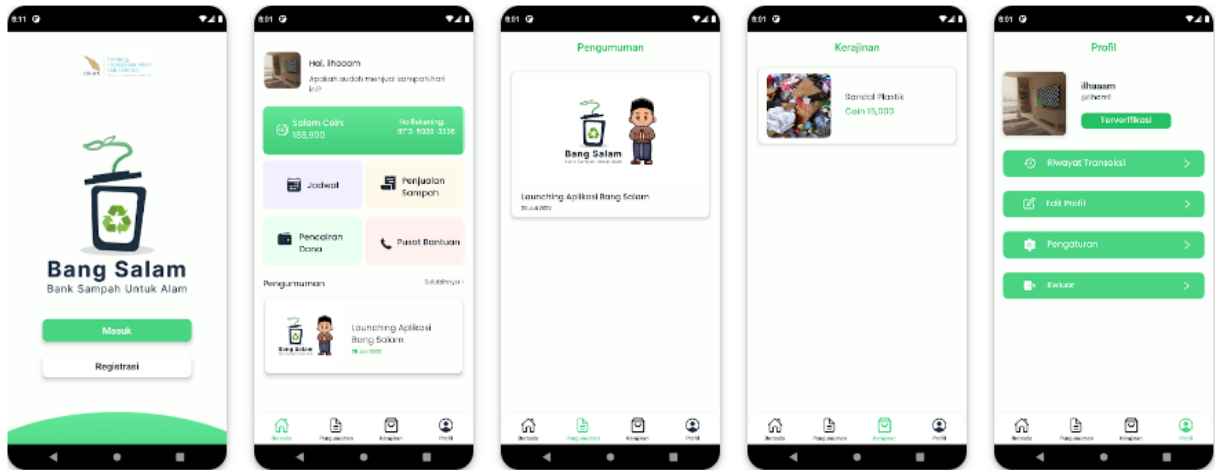 8:11
Bang Salam
Bank Sampah Untuk Alam
Masuk
Registrasi
8:01
Hai, ilhaaam
Apakah sudah menjual sampah hari
ini?
Salam Coin:
188,900
No Rekening:
Jadwal
Penjualan
Sampah
Pencairan
Dana
Pusat Bantuan
Pengumuman
Launching Aplikasi
Bang Salam
Beranda
Pengumuman
Kerajinan
Profil
8:01
Pengumuman
Bang Salam
Bank Sampah Untuk Alam
Launching Aplikasi Bang Salam
Beranda
Pengumuman
Kerajinan
Profil
8:01
Kerajinan
Sandal Plastik
Coin 15,000
Beranda
Pengumuman
Kerajinan
Profil
8:01
Profil
ilhaaam
Terverifikasi
Riwayat Transaksi
Edit Profil
Pengaturan
Keluar
Beranda
Pengumuman
Kerajinan
Profil